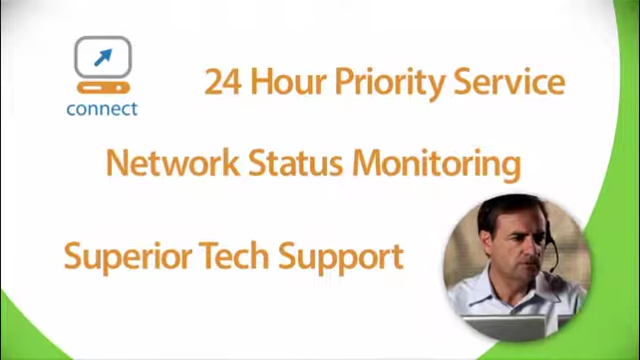 24 Hour Priority Service
connect
Network Status Monitoring
Superior Tech Support